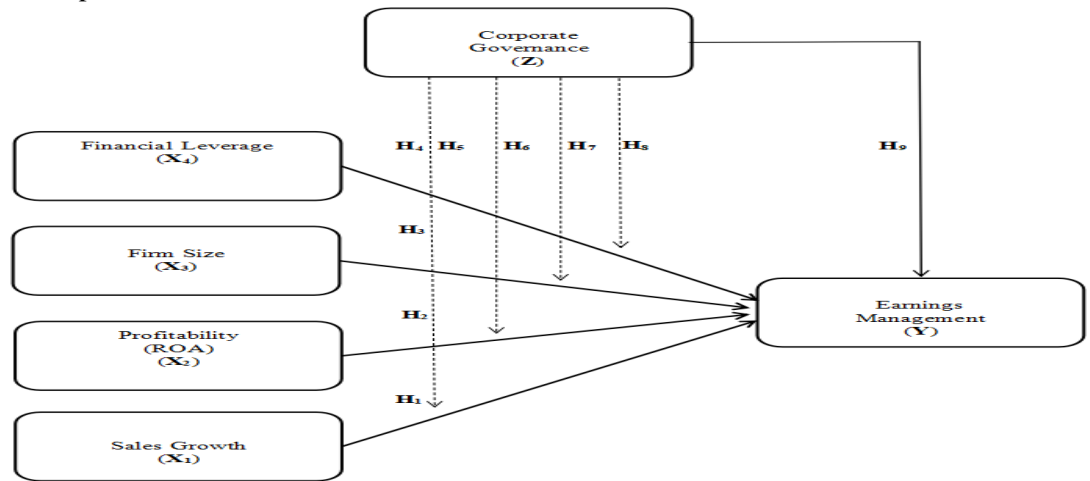 Corporate
Governance
(Z)
Financial Leverage
(X₄)
H₄ H₅ H₆ H₇ H₈ H₉
H₃
Firm Size
(X₃)
Earnings
Management
(Y)
H₂
Profitability
(ROA)
(X₂)
H₁
Sales Growth
(X₁)